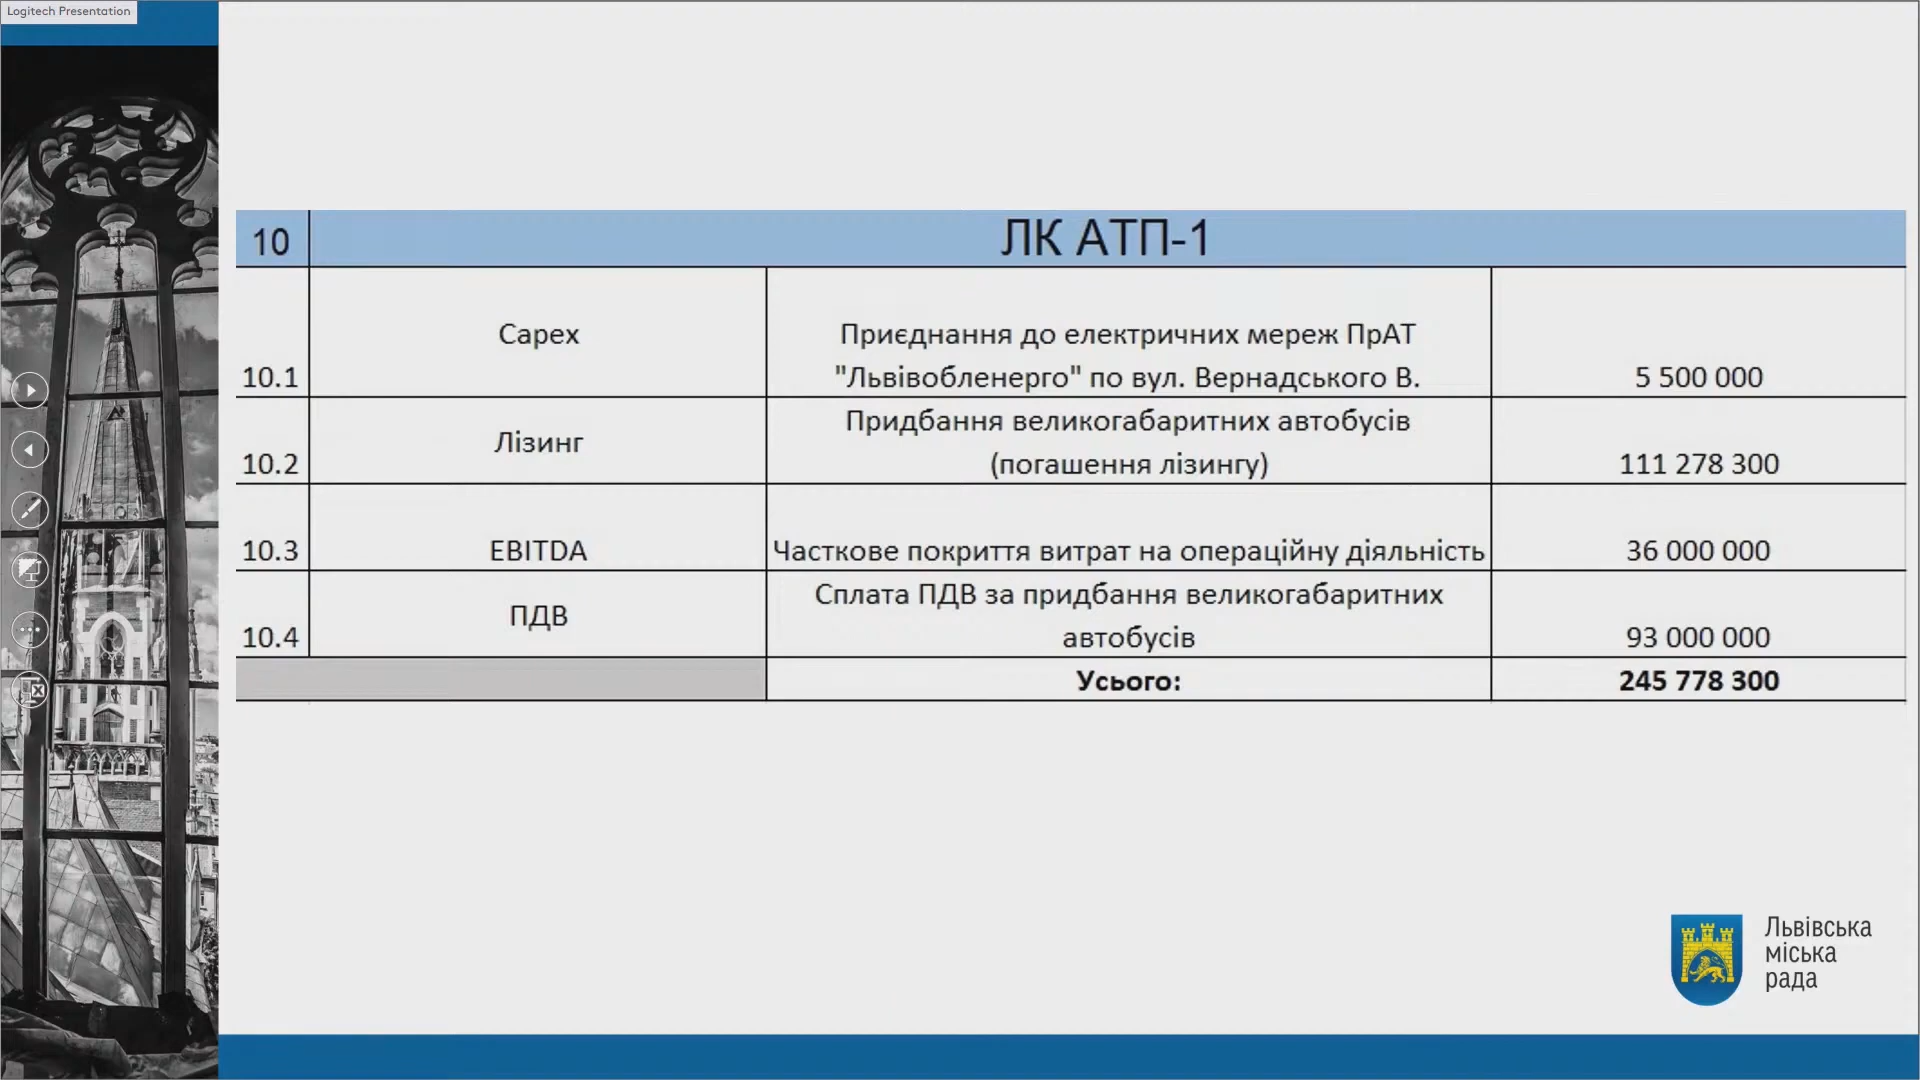 Logitech Presentation
10 ЛК АТП-1
Capex
Приєднання до електричних мереж ПрАТ
10.1 "Львівобленерго" по вул. Вернадського В. 5 500 000
Придбання великогабаритних автобусів
Лізинг
10.2 (погашення лізингу) 111 278 300
10.3 EBITDA Часткове покриття витрат на операційну діяльність 36 000 000
Сплата ПДВ за придбання великогабаритних
ПДВ
10.4 автобусів 93 000 000
Усього: 245 778 300
Львівська
міська
рада